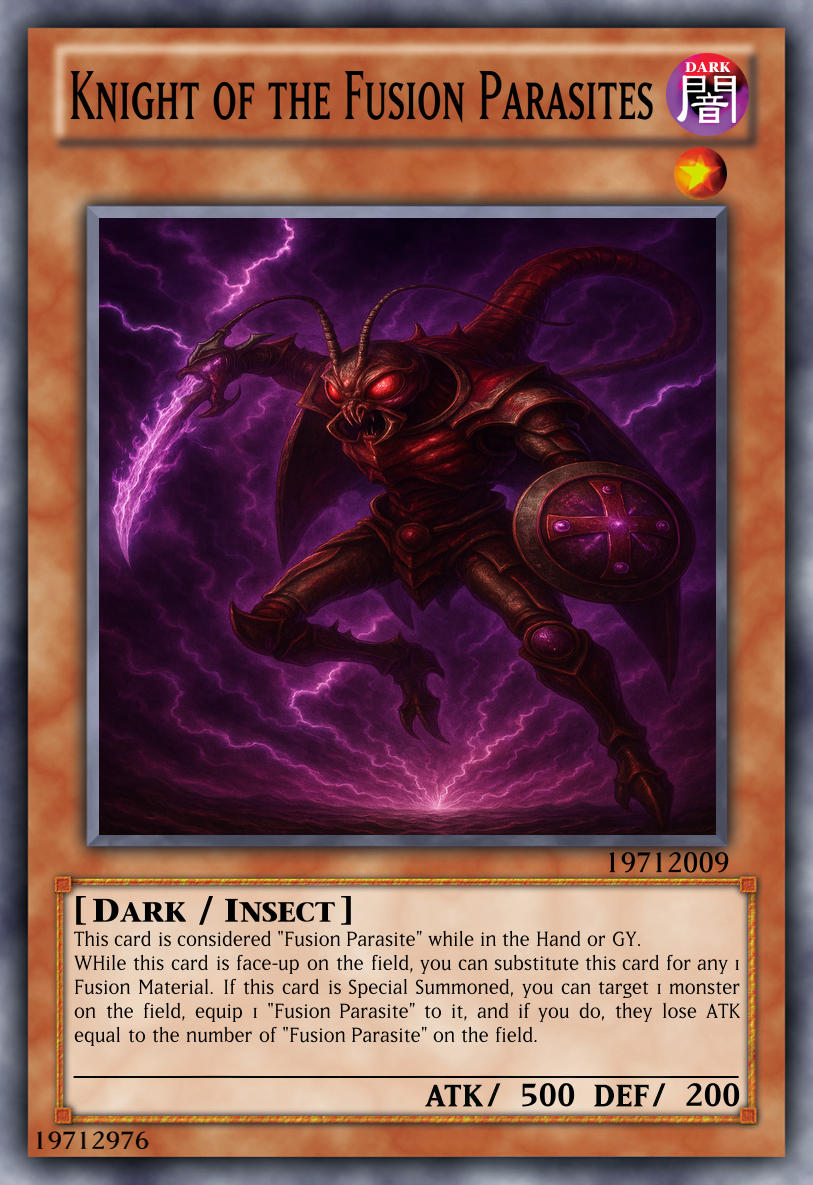 Knight of the Fusion Parasites
DARK
闇
19712009
[ Dark / Insect ]
This card is considered "Fusion Parasite" while in the Hand or GY.
WHile this card is face-up on the field, you can substitute this card for any 1
Fusion Material. If this card is Special Summoned, you can target 1 monster
on the field, equip 1 "Fusion Parasite" to it, and if you do, they lose ATK
equal to the number of "Fusion Parasite" on the field.
ATK/ 500 DEF/ 200
19712976